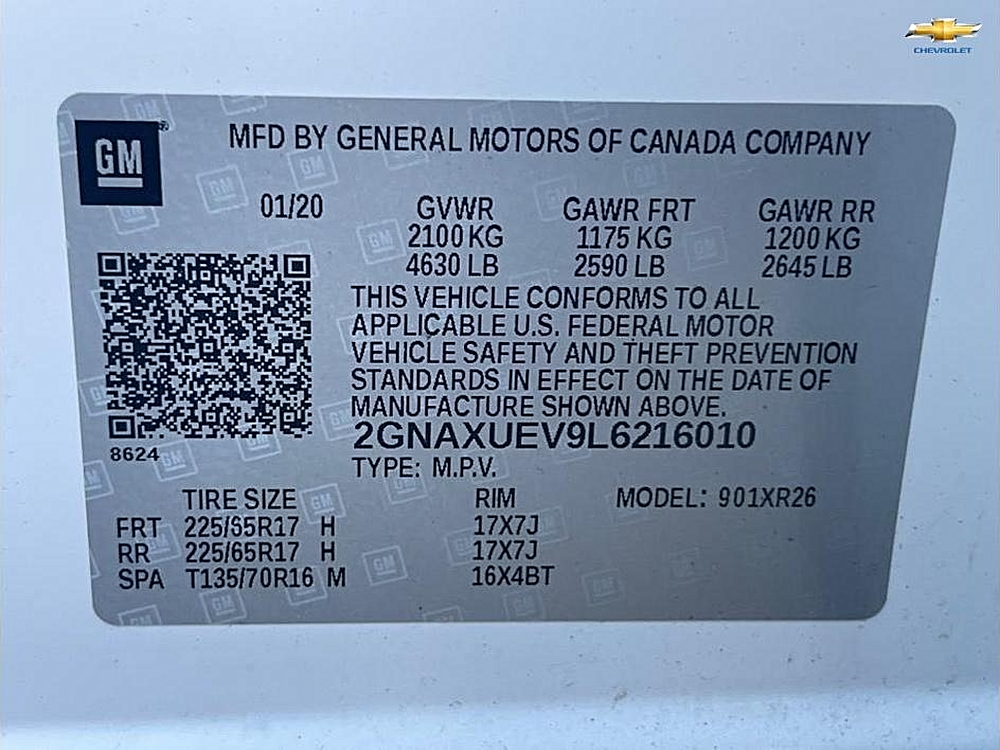 CHEVROLET
GM
MFD BY GENERAL MOTORS OF CANADA COMPANY
01/20 GVWR GAWR FRT GAWR RR
2100 KG 1175 KG 1200 KG
4630 LB 2590 LB 2645 LB
THIS VEHICLE CONFORMS TO ALL
APPLICABLE U.S. FEDERAL MOTOR
VEHICLE SAFETY AND THEFT PREVENTION
STANDARDS IN EFFECT ON THE DATE OF
MANUFACTURE SHOWN ABOVE.
2GNAXUEV9L6216010
8624
TYPE: M.P.V.
TIRE SIZE RIM MODEL: 901XR26
FRT 225/65R17 H 17X7J
RR 225/65R17 H 17X7J
SPA T135/70R16 M 16X4BT